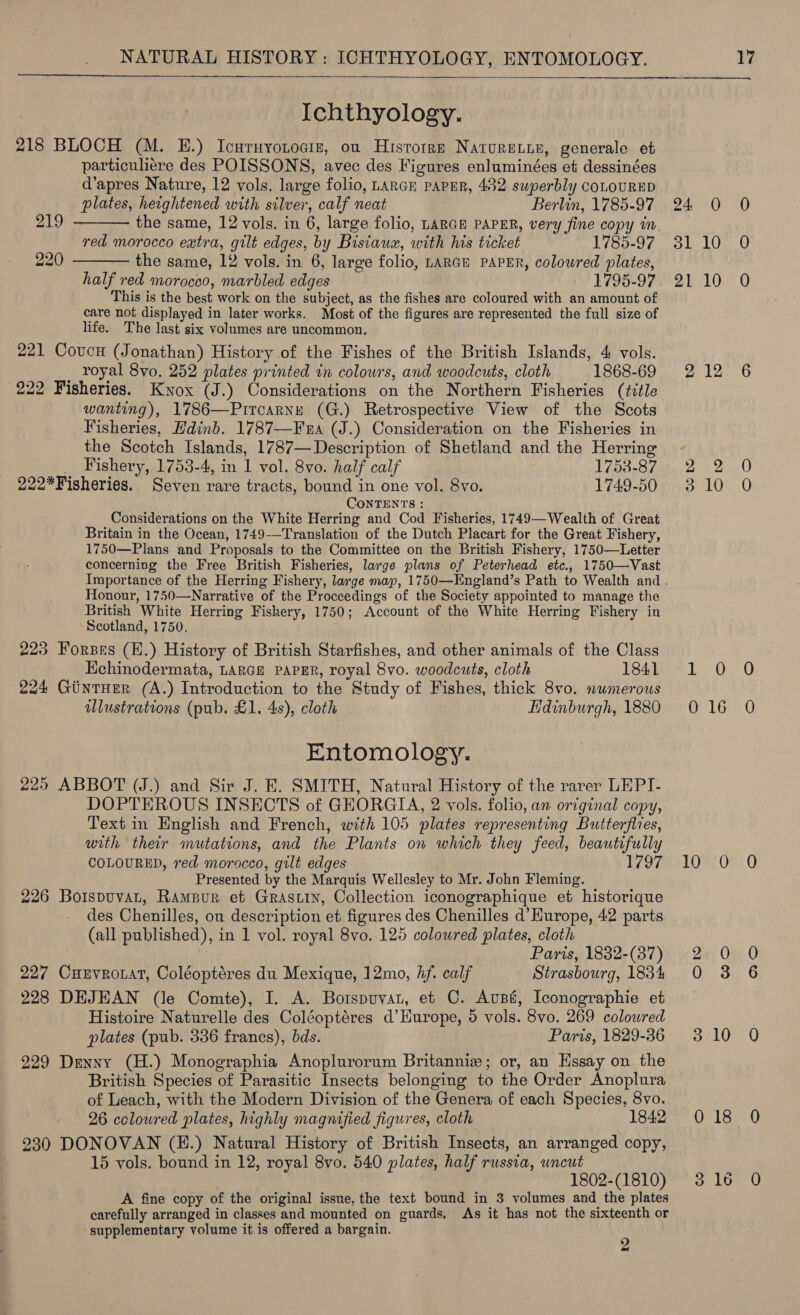 NATURAL HISTORY: ICHTHYOLOGY, ENTOMOLOGY. 17
Ichthyology.
218 BLOCH (M. E.) ICHTHYOLOGIE, ou HISTOIRE NATURELLE, generale et
particuliére des POISSONS, avec des Figures enluminées et dessinées
d'apres Nature, 12 vols. large folio, LARGE PAPER, 432 superbly COLOURED
plates, heightened with silver, calf neat Berlin, 1785-97 24 0 0
219 ——— the same, 12 vols. in 6, large folio, LARGE PAPER, very fine copy in
red morocco extra, gilt edges, by Bisiaux, with his ticket 1785-97 31 10 0
220 ——— the same, 12 vols. in 6, large folio, LARGE PAPER, coloured plates,
half red morocco, marbled edges 1795-97 21 10 0
This is the best work on the subject, as the fishes are coloured with an amount of
care not displayed in later works. Most of the figures are represented the full size of
life. The last six volumes are uncommon.
221 COUCH (Jonathan) History of the Fishes of the British Islands, 4 vols.
royal 8vo. 252 plates printed in colours, and woodcuts, cloth 1868-69 2 12 6
222 Fisheries. KNOX (J.) Considerations on the Northern Fisheries (title
wanting), 1786—PITCARNE (G.) Retrospective View of the Scots
Fisheries, Edinb. 1787—FEA (J.) Consideration on the Fisheries in
the Scotch Islands, 1787—Description of Shetland and the Herring
Fishery, 1753-4, in 1 vol. 8vo. half calf 1753-87 2 2 0
222*Fisheries. Seven rare tracts, bound in one vol. 8vo. 1749-50 3 10 0
CONTENTS:
Considerations on the White Herring and Cod Fisheries, 1749—Wealth of Great
Britain in the Ocean, 1749—Translation of the Dutch Placart for the Great Fishery,
1750—Plans and Proposals to the Committee on the British Fishery, 1750—Letter
concerning the Free British Fisheries, large plans of Peterhead etc., 1750—Vast
Importance of the Herring Fishery, large map, 1750—England's Path to Wealth and
Honour, 1750—Narrative of the Proceedings of the Society appointed to manage the
British White Herring Fishery, 1750; Account of the White Herring Fishery in
Scotland, 1750.
223 FORBES (E.) History of British Starfishes, and other animals of the Class
Echinodermata, LARGE PAPER, royal 8vo. woodcuts, cloth 1841 1 0 0
224 GÜNTHER (A.) Introduction to the Study of Fishes, thick 8vo. numerous
illustrations (pub. £1. 4s), cloth Edinburgh, 1880 0 16 0
Entomology.
225 ABBOT (J.) and Sir J. E. SMITH, Natural History of the rarer LEPI-
DOPTEROUS INSECTS of GEORGIA, 2 vols. folio, an original copy,
Text in English and French, with 105 plates representing Butterflies,
with their mutations, and the Plants on which they feed, beautifully
COLOURED, red morocco, gilt edges 1797 10 0 0
Presented by the Marquis Wellesley to Mr. John Fleming.
226 BOISDUVAL, RAMBUR et GRASLIN, Collection iconographique et historique
des Chenilles, ou description et figures des Chenilles d'Europe, 42 parts
(all published), in 1 vol. royal 8vo. 125 coloured plates, cloth
Paris, 1832-(37) 2 0 0
227 CHEVROLAT, Coléoptéres du Mexique, 12mo, hf. calf Strasbourg, 1834 0 3 6
228 DEJEAN (le Comte), I. A. BOISDUVAL, et C. AUBÉ, Iconographie et
Histoire Naturelle des Coléoptéres d'Europe, 5 vols. 8vo. 269 coloured
plates (pub. 336 francs), bds. Paris, 1829-36 3 10 0
229 DENNY (H.) Monographia Anoplurorum Britanniæ; or, an Essay on the
British Species of Parasitic Insects belonging to the Order Anoplura
of Leach, with the Modern Division of the Genera of each Species, 8vo.
26 coloured plates, highly magnified figures, cloth 1842 0 18 0
230 DONOVAN (E.) Natural History of British Insects, an arranged copy,
15 vols. bound in 12, royal 8vo. 540 plates, half russia, uncut
1802-(1810) 3 16 0
A fine copy of the original issue, the text bound in 3 volumes and the plates
carefully arranged in classes and mounted on guards. As it has not the sixteenth or
supplementary volume it is offered a bargain.
2